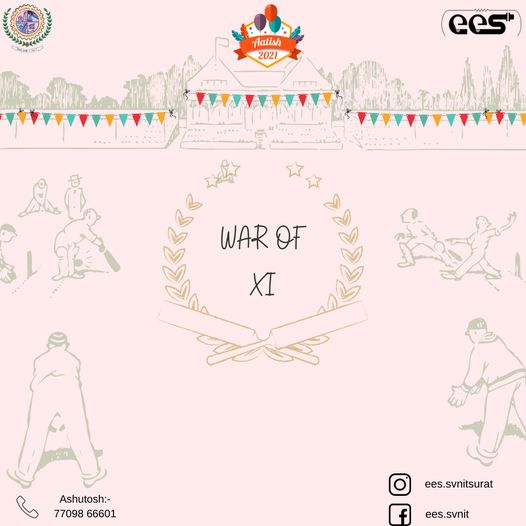 Aatish
2021
ees
WAR OF
XI
Ashutosh:-
77098 66601
ees.svnitsurat
ees.svnit